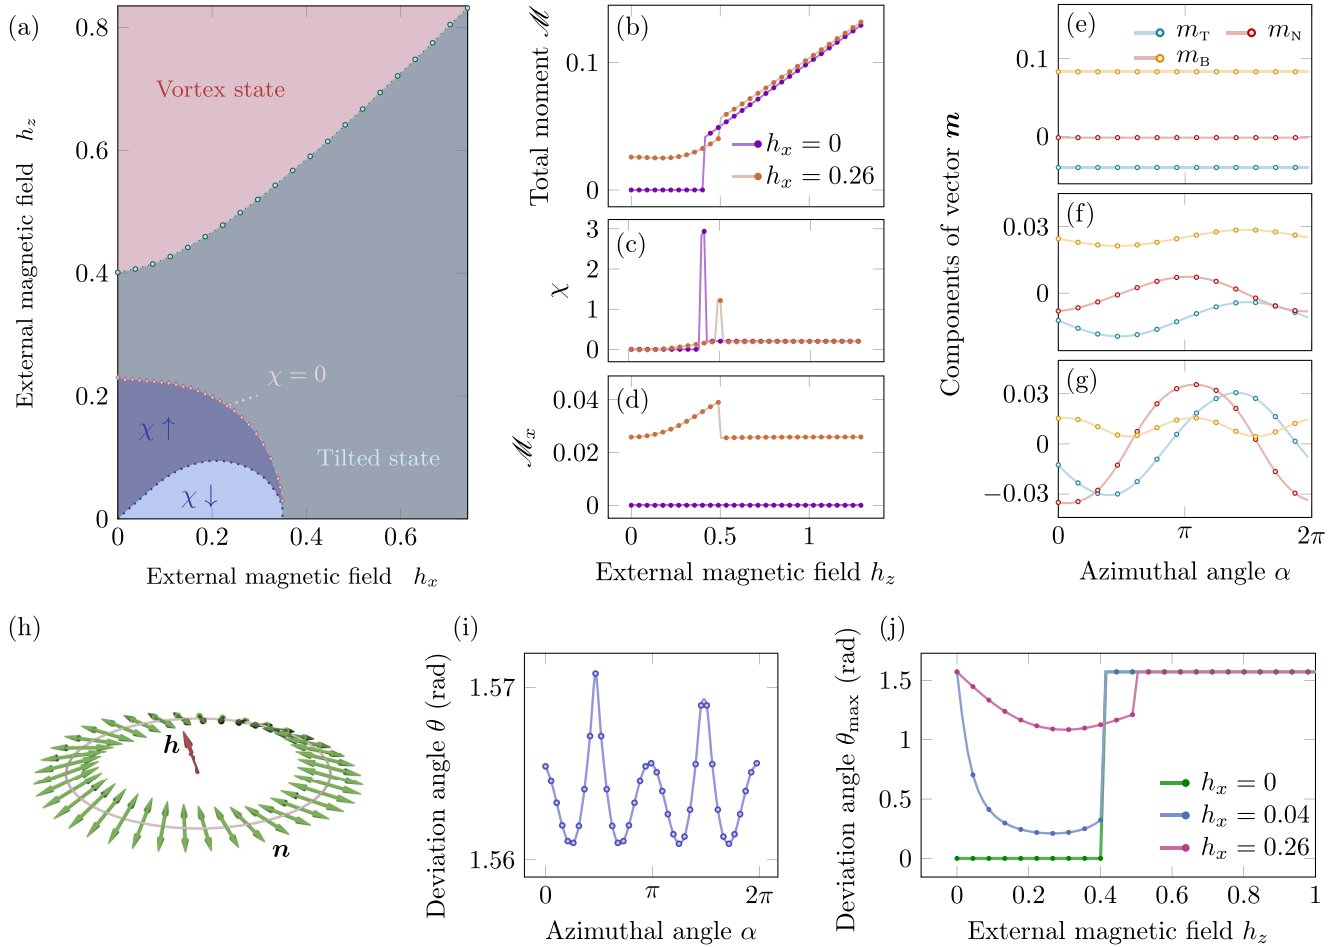 (a)
External magnetic field h_z
0.8
0.6
0.4
0.2
0
Vortex state
χ = 0
χ ↑
Tilted state
χ ↓
0 0.2 0.4 0.6
External magnetic field h_x
(b)
Total moment ℳ
0.1
0
h_x = 0
h_x = 0.26
(c)
χ
3
2
1
0
(d)
ℳ_x
0.04
0.02
0
0 0.5 1
External magnetic field h_z
(e)
Components of vector m
m_T m_N
m_B
0.1
0
(f)
0.03
0
(g)
0.03
0
−0.03
0 π 2π
Azimuthal angle α
(h)
h
n
(i)
Deviation angle θ (rad)
1.57
1.56
0 π 2π
Azimuthal angle α
(j)
Deviation angle θ_max (rad)
1.5
1
0.5
0
h_x = 0
h_x = 0.04
h_x = 0.26
0 0.2 0.4 0.6 0.8 1
External magnetic field h_z